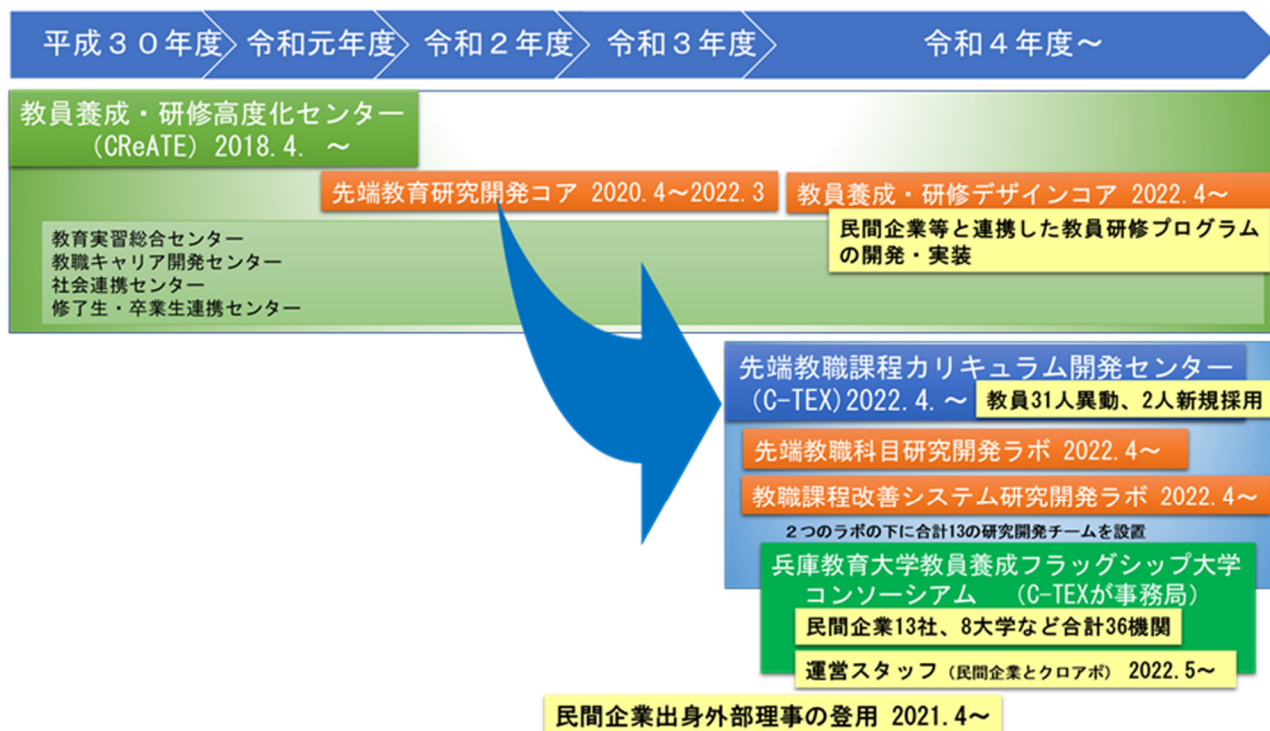 平成30年度
令和元年度
令和2年度
令和3年度
令和4年度～
教員養成・研修高度化センター
(CReATE) 2018.4. ～
先端教育研究開発コア 2020.4～2022.3
教員養成・研修デザインコア 2022.4～
民間企業等と連携した教員研修プログラム
の開発・実装
教育実習総合センター
教職キャリア開発センター
社会連携センター
修了生・卒業生連携センター
先端教職課程カリキュラム開発センター
(C-TEX)2022.4.～
教員31人異動、2人新規採用
先端教職科目研究開発ラボ 2022.4～
教職課程改善システム研究開発ラボ 2022.4～
２つのラボの下に合計13の研究開発チームを設置
兵庫教育大学教員養成フラッグシップ大学
コンソーシアム （C-TEXが事務局）
民間企業13社、8大学など合計36機関
運営スタッフ（民間企業とクロアポ） 2022.5～
民間企業出身外部理事の登用 2021.4～